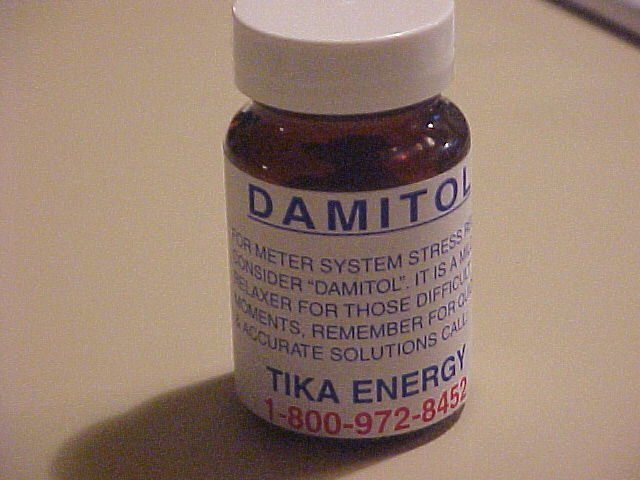 DAMITOL
FOR METER SYSTEM STRESS
CONSIDER "DAMITOL". IT IS A
RELAXER FOR THOSE DIFFICULT
MOMENTS, REMEMBER FOR
& ACCURATE SOLUTIONS CALL:
TIKA ENERGY
1-800-972-8452